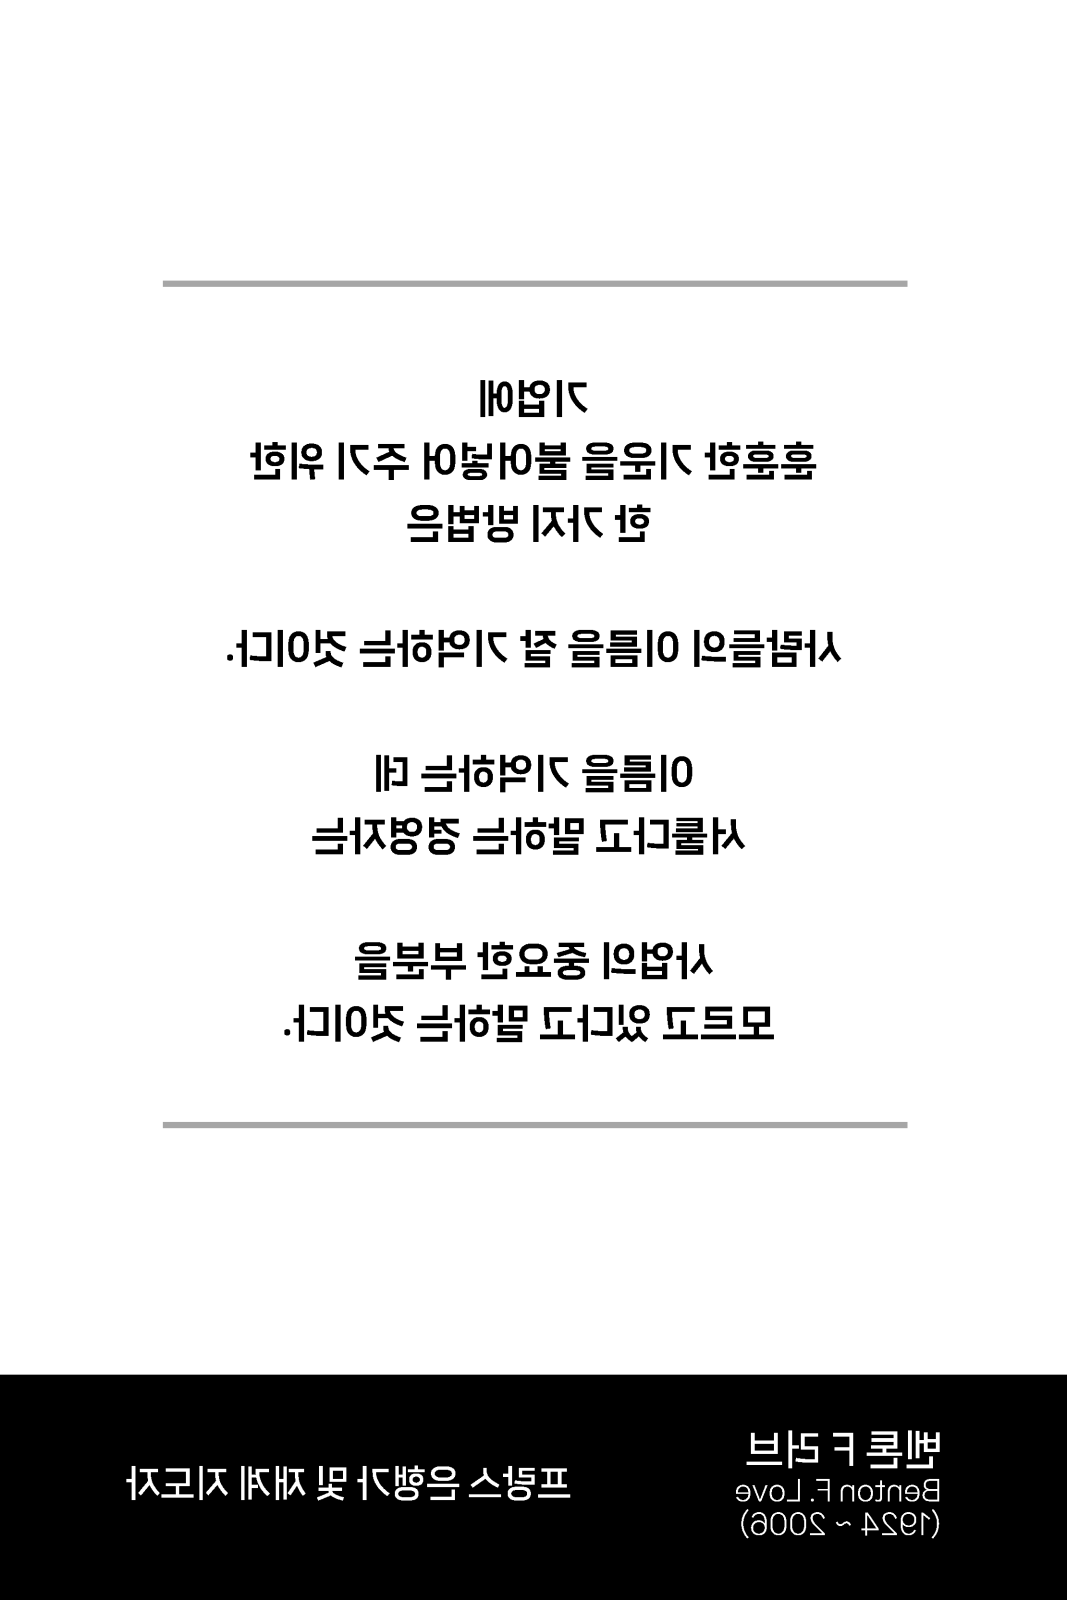 기업에
훈훈한 기운을 불어넣어 주기 위한
한 가지 방법은
사람들의 이름을 잘 기억하는 것이다.
이름을 기억하는 데
서툴다고 말하는 경영자는
사업의 중요한 부분을
모르고 있다고 말하는 것이다.
벤톤 F 러브
Benton F. Love
(1924 ~ 2006)
프랑스 은행가 및 재계 지도자